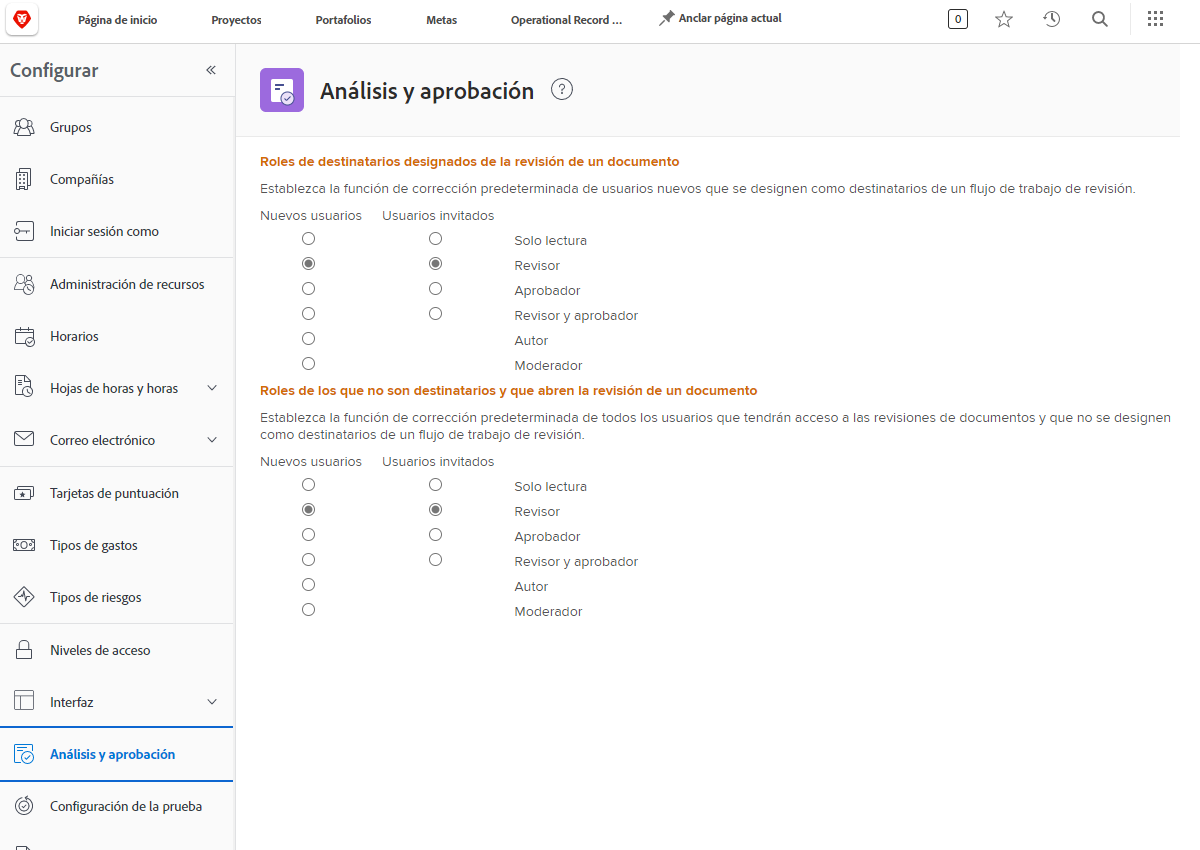 Página de inicio
Proyectos
Portafolios
Metas
Operational Record ...
Anclar página actual
0
Configurar
Grupos
Compañías
Iniciar sesión como
Administración de recursos
Horarios
Hojas de horas y horas
Correo electrónico
Tarjetas de puntuación
Tipos de gastos
Tipos de riesgos
Niveles de acceso
Interfaz
Análisis y aprobación
Configuración de la prueba
Análisis y aprobación ?
Roles de destinatarios designados de la revisión de un documento
Establezca la función de corrección predeterminada de usuarios nuevos que se designen como destinatarios de un flujo de trabajo de revisión.
Nuevos usuarios Usuarios invitados
Solo lectura
Revisor
Aprobador
Revisor y aprobador
Autor
Moderador
Roles de los que no son destinatarios y que abren la revisión de un documento
Establezca la función de corrección predeterminada de todos los usuarios que tendrán acceso a las revisiones de documentos y que no se designen
como destinatarios de un flujo de trabajo de revisión.
Nuevos usuarios Usuarios invitados
Solo lectura
Revisor
Aprobador
Revisor y aprobador
Autor
Moderador